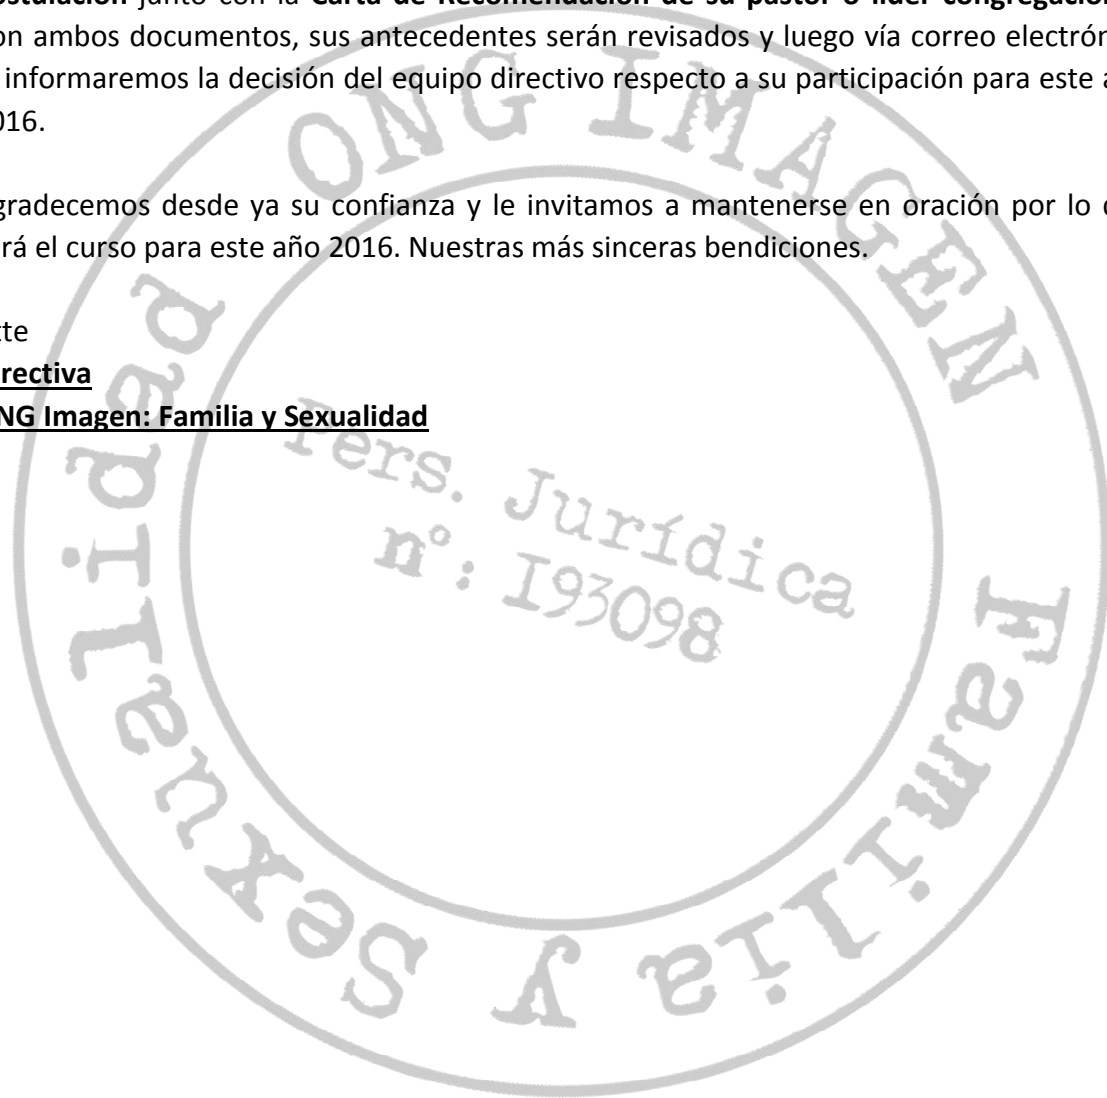 ostulación junto con la Carta de Recomendación de su pastor o líder congregacion
on ambos documentos, sus antecedentes serán revisados y luego vía correo electrón
informaremos la decisión del equipo directivo respecto a su participación para este a
016.
gradecemos desde ya su confianza y le invitamos a mantenerse en oración por lo
rá el curso para este año 2016. Nuestras más sinceras bendiciones.
tte
rectiva
NG Imagen: Familia y Sexualidad
ONG IMAGEN
Familia y Sexualidad
Pers. Jurídica
n°: I93098